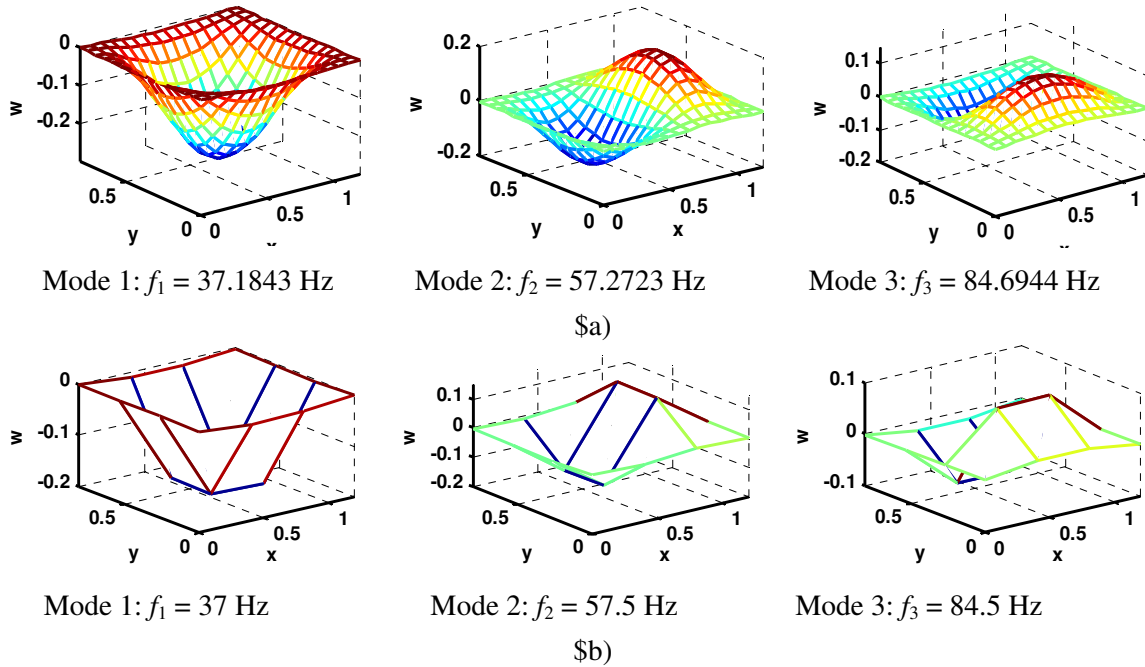 0
-0.1
-0.2
w
0.5
0
y
0
0.5
1
x
0.2
0
-0.2
w
0.5
0
y
0
0.5
1
x
0.1
0
-0.1
-0.2
w
0.5
0
y
0
0.5
1
x
Mode 1: f1 = 37.1843 Hz
Mode 2: f2 = 57.2723 Hz
Mode 3: f3 = 84.6944 Hz
$a)
0
-0.1
-0.2
w
0.5
0
y
0
0.5
1
x
0.1
0
-0.1
-0.2
w
0.5
0
y
0
0.5
1
x
0.1
0
-0.1
w
0.5
0
y
0
0.5
1
x
Mode 1: f1 = 37 Hz
Mode 2: f2 = 57.5 Hz
Mode 3: f3 = 84.5 Hz
$b)